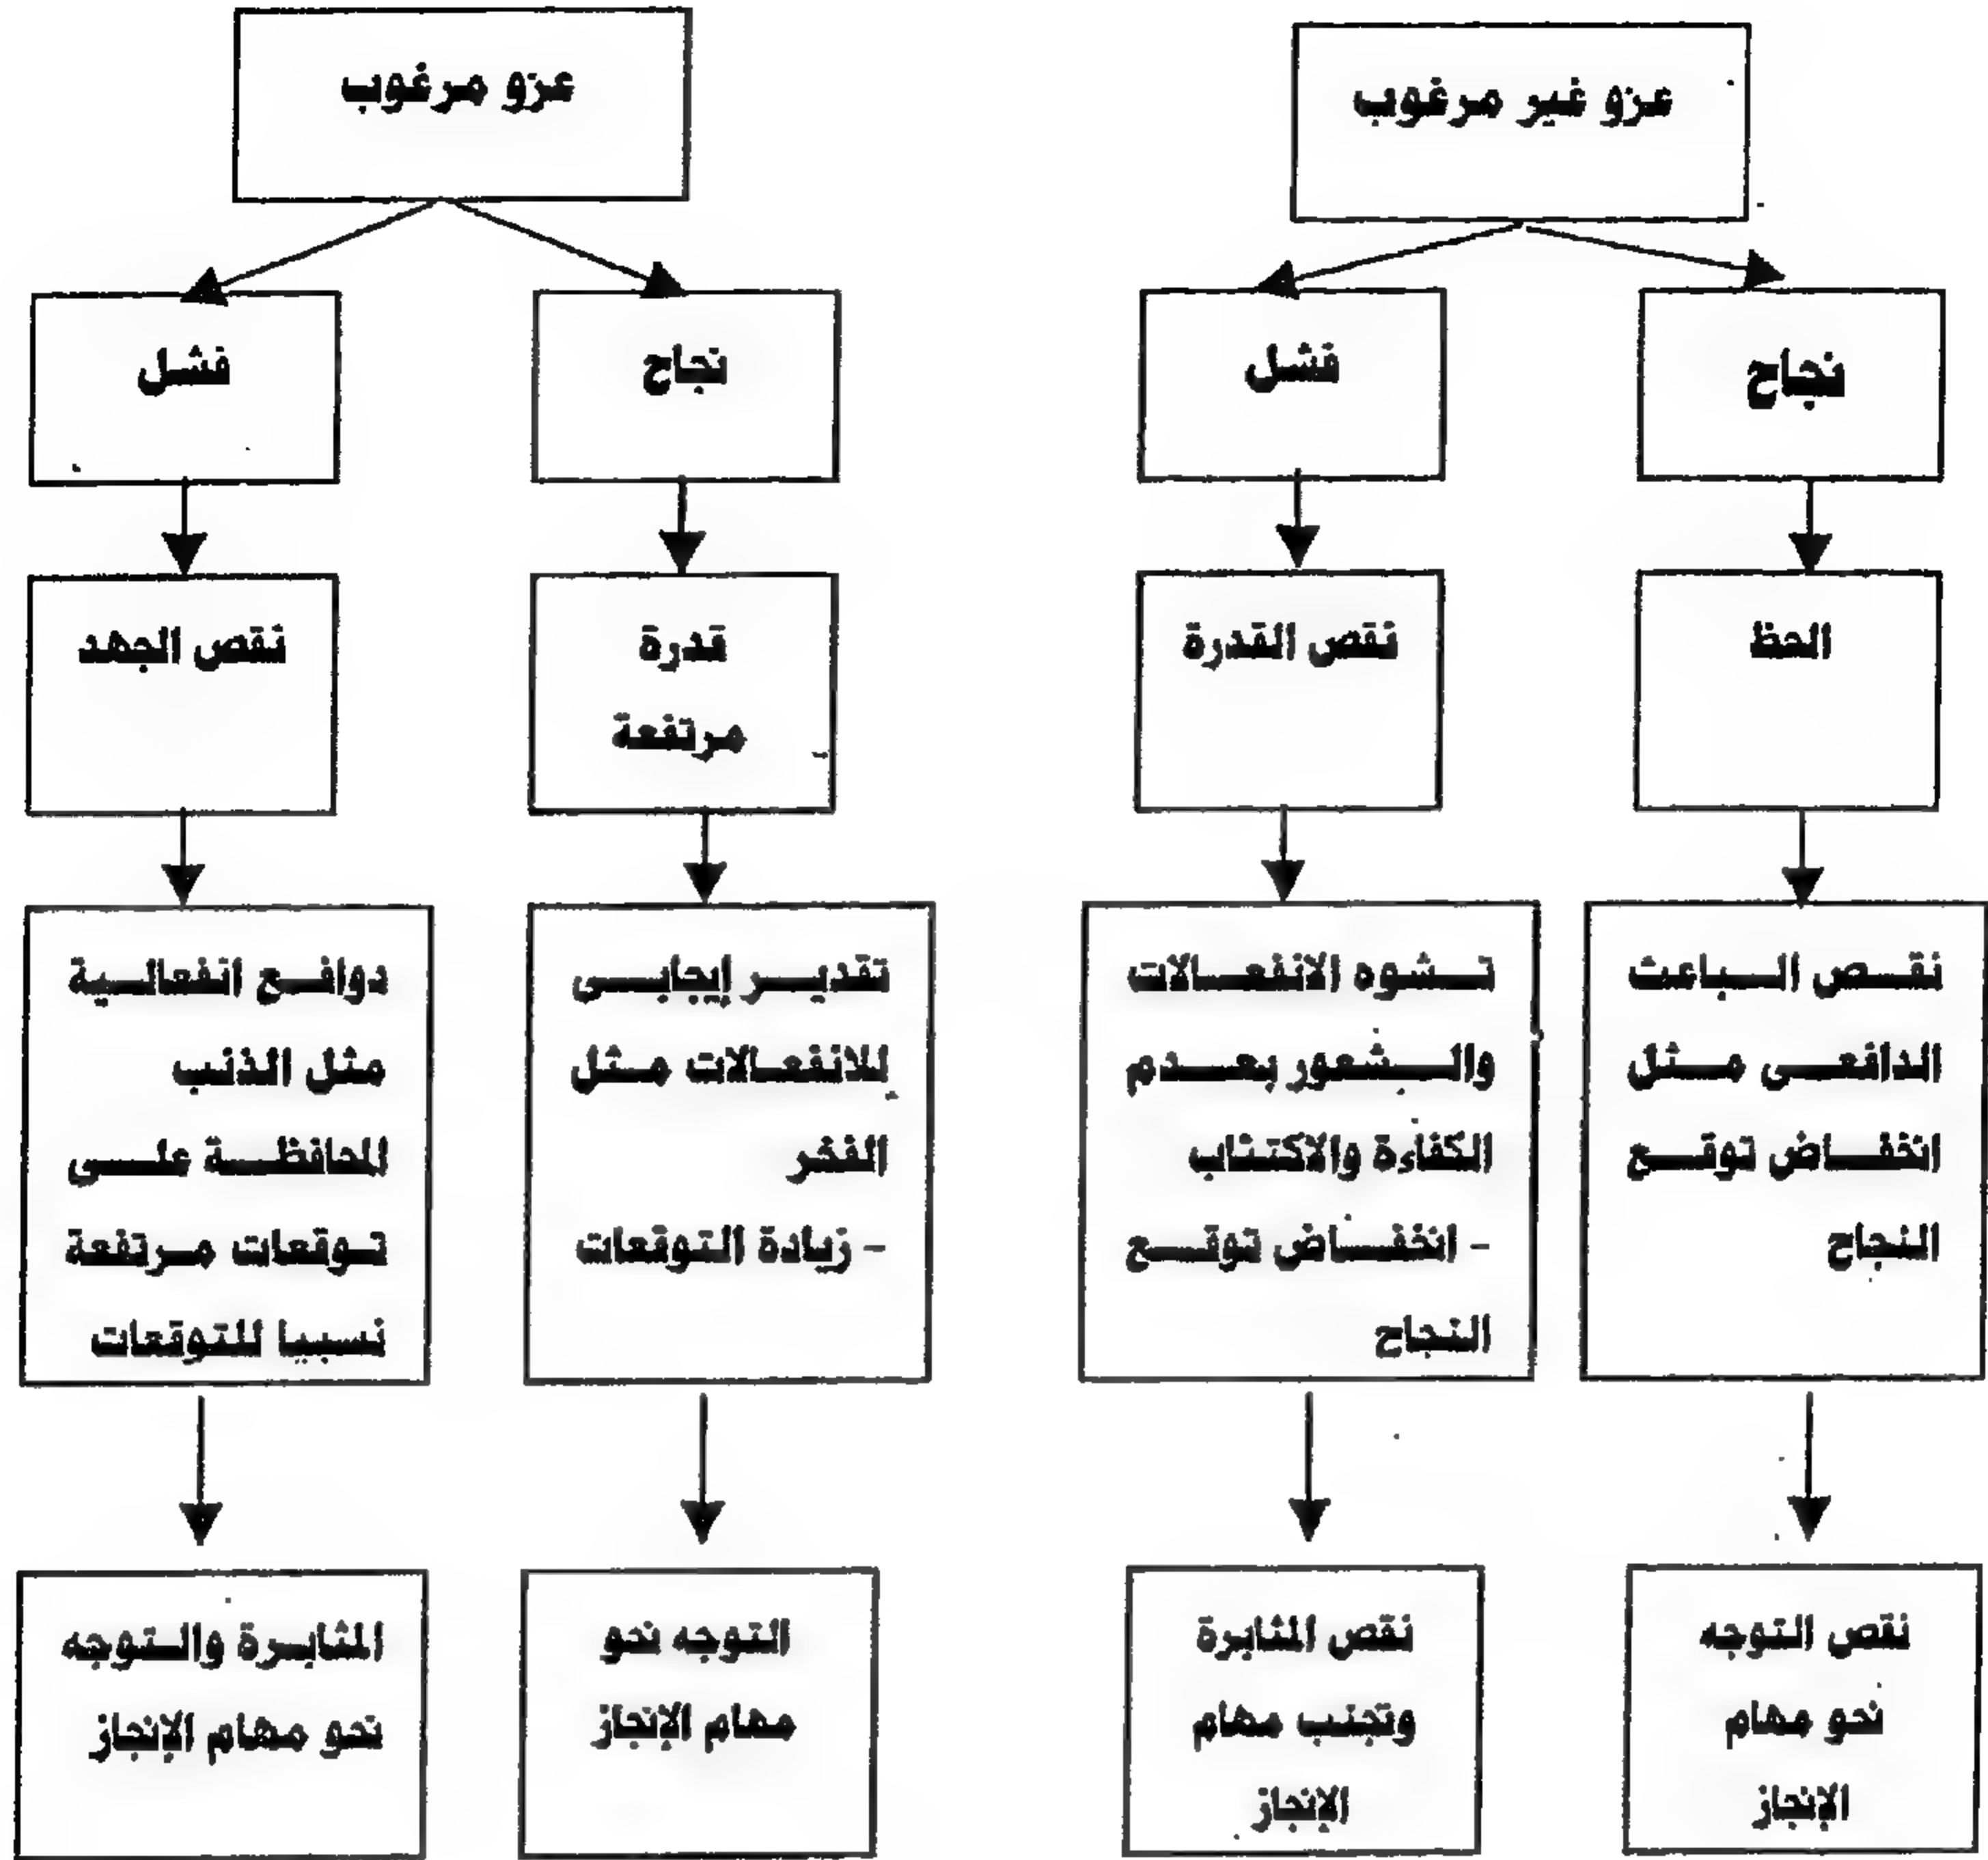 عزو غير مرغوب
عزو مرغوب
نجاح
فشل
نجاح
فشل
الحظ
نقص القدرة
قدرة
مرتفعة
نقص الجهد
نقص الباعث
الدافعى مثل
انخفاض توقع
النجاح
تشوه الانفعالات
والشعور بعدم
الكفاءة والاكتئاب
- انخفاض توقع
النجاح
تقدير إيجابى
للانفعالات مثل
الفخر
- زيادة التوقعات
دوافع انفعالية
مثل الذنب
المحافظة على
توقعات مرتفعة
نسبيا للتوقعات
نقص التوجه
نحو مهام
الإنجاز
نقص المثابرة
وتجنب مهام
الإنجاز
التوجه نحو
مهام الإنجاز
المثابرة والتوجه
نحو مهام الإنجاز